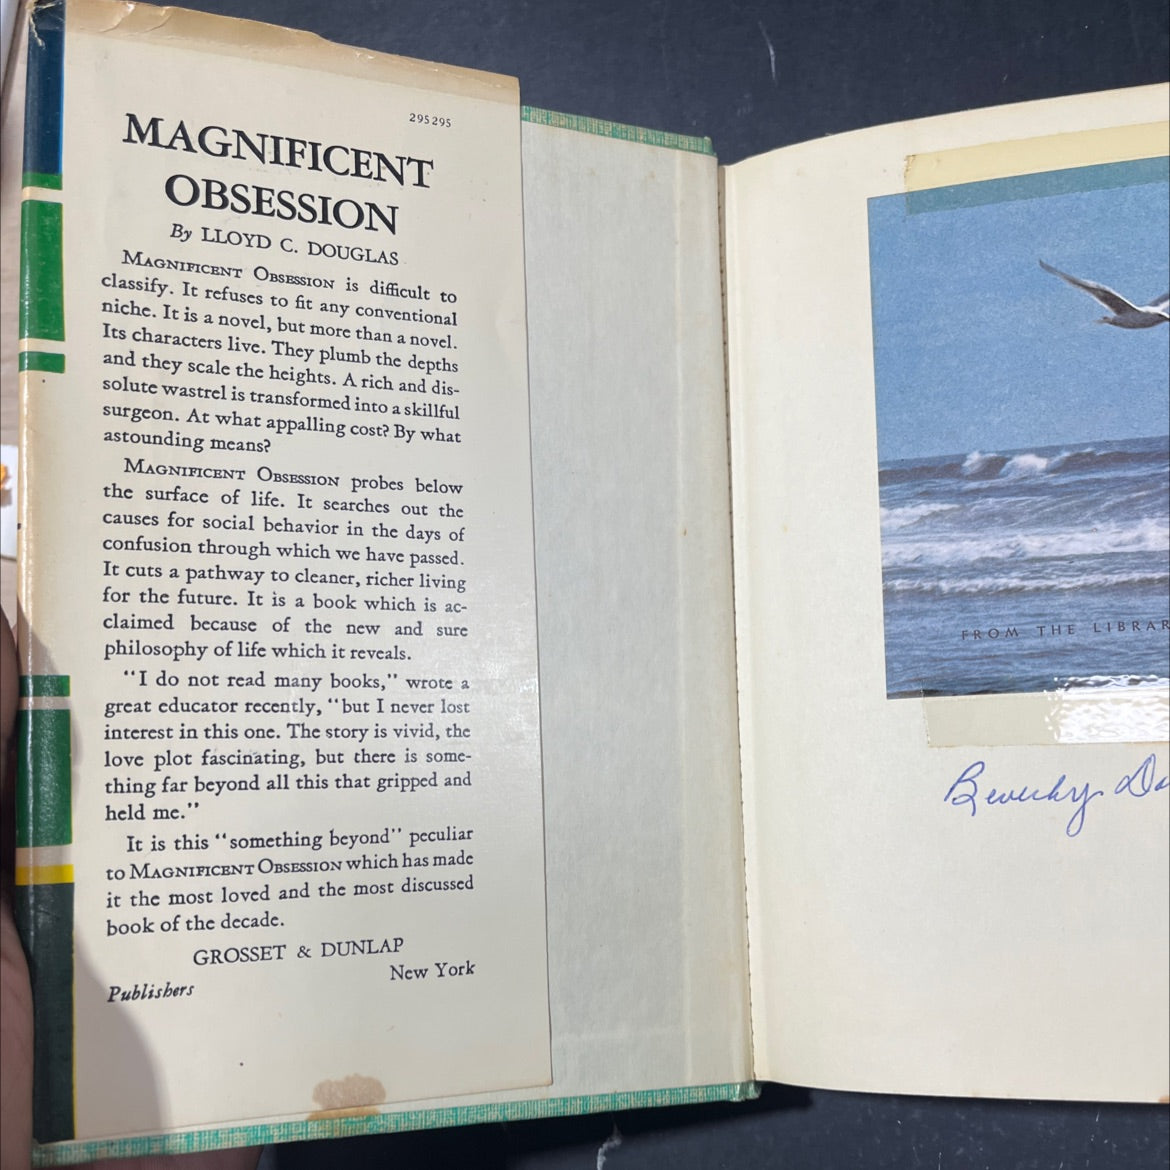 295295
MAGNIFICENT
OBSESSION
By LLOYD C. DOUGLAS
MAGNIFICENT OBSESSION is difficult to
classify. It refuses to fit any conventional
niche. It is a novel, but more than a novel.
Its characters live. They plumb the depths
and they scale the heights. A rich and dis-
solute wastrel is transformed into a skillful
surgeon. At what appalling cost? By what
astounding means?
MAGNIFICENT OBSESSION probes below
the surface of life. It searches out the
causes for social behavior in the days of
confusion through which we have passed.
It cuts a pathway to cleaner, richer living
for the future. It is a book which is ac-
claimed because of the new and sure
philosophy of life which it reveals.
"I do not read many books," wrote a
great educator recently, "but I never lost
interest in this one. The story is vivid, the
love plot fascinating, but there is some-
thing far beyond all this that gripped and
held me."
It is this "something beyond" peculiar
to MAGNIFICENT OBSESSION which has made
it the most loved and the most discussed
book of the decade.
GROSSET & DUNLAP
Publishers New York
FROM THE LIBRAR
Beverly Da